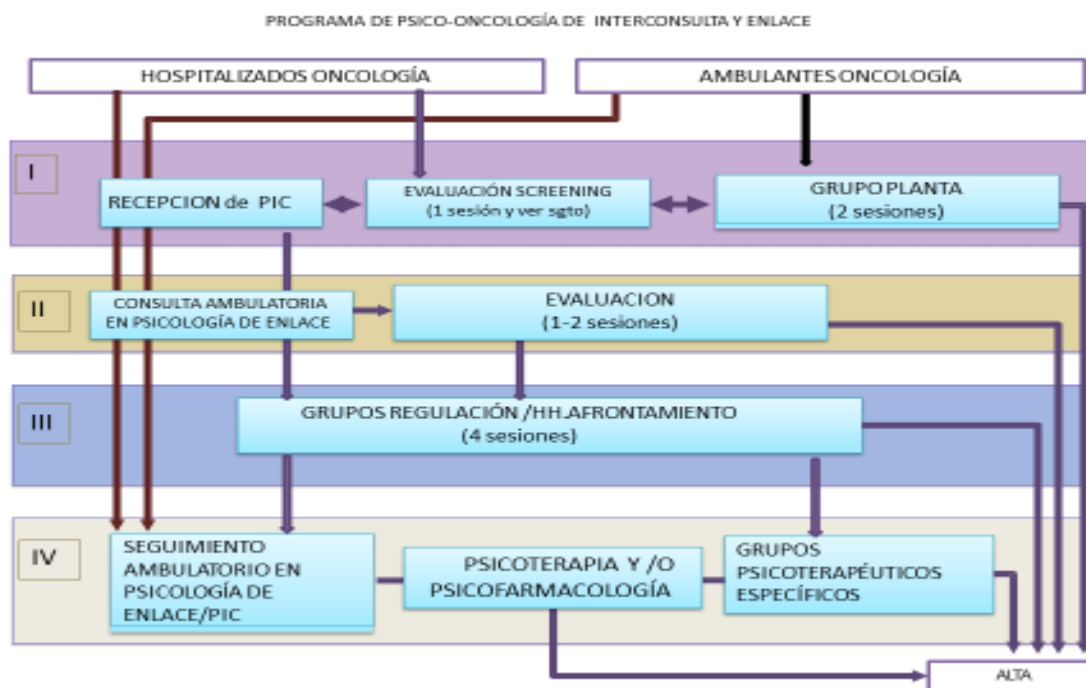 PROGRAMA DE PSICO-ONCOLOGÍA DE INTERCONSULTA Y ENLACE
HOSPITALIZADOS ONCOLOGÍA
AMBULANTES ONCOLOGÍA
I
RECEPCION de PIC
EVALUACIÓN SCREENING
(1 sesión y ver sgto)
GRUPO PLANTA
(2 sesiones)
II
CONSULTA AMBULATORIA
EN PSICOLOGÍA DE ENLACE
EVALUACION
(1-2 sesiones)
III
GRUPOS REGULACIÓN /HH.AFRONTAMIENTO
(4 sesiones)
IV
SEGUIMIENTO
AMBULATORIO EN
PSICOLOGÍA DE
ENLACE/PIC
PSICOTERAPIA Y /O
PSICOFARMACOLOGÍA
GRUPOS
PSICOTERAPÉUTICOS
ESPECÍFICOS
ALTA